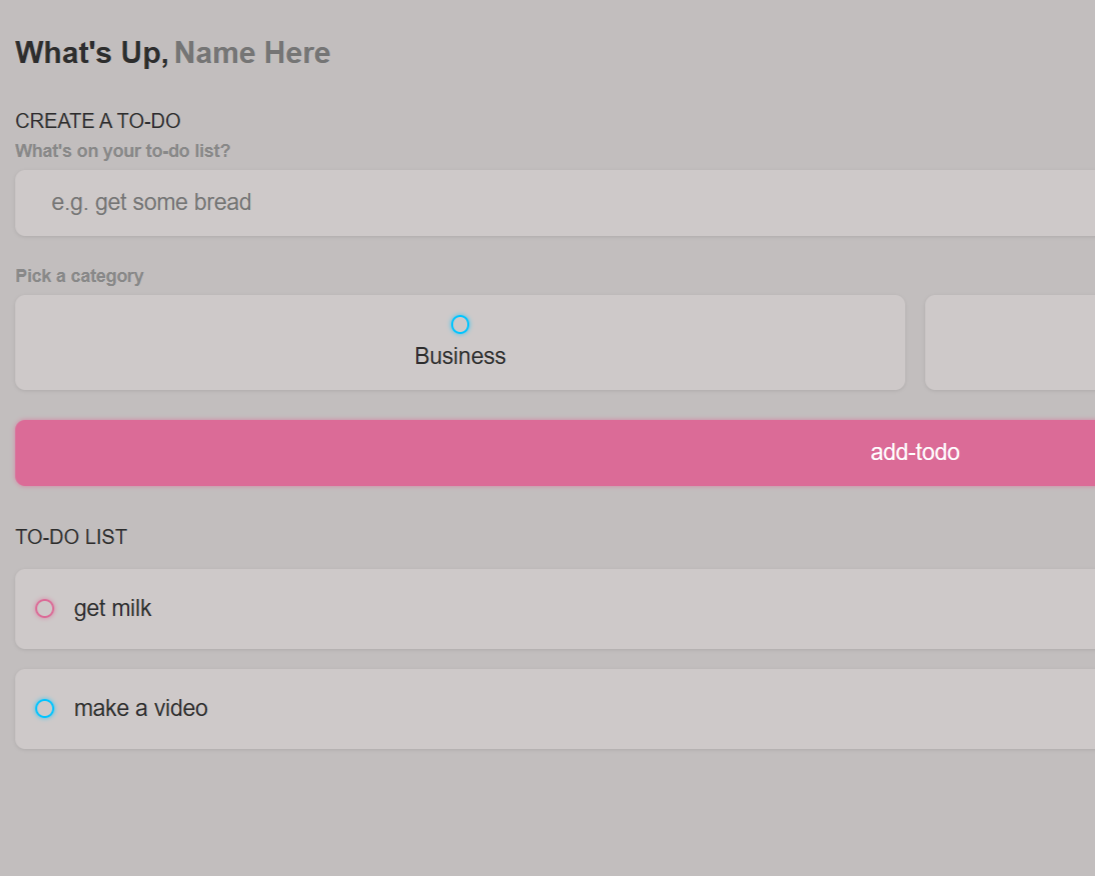 What's Up, Name Here
CREATE A TO-DO
What's on your to-do list?
e.g. get some bread
Pick a category
Business
add-todo
TO-DO LIST
get milk
make a video